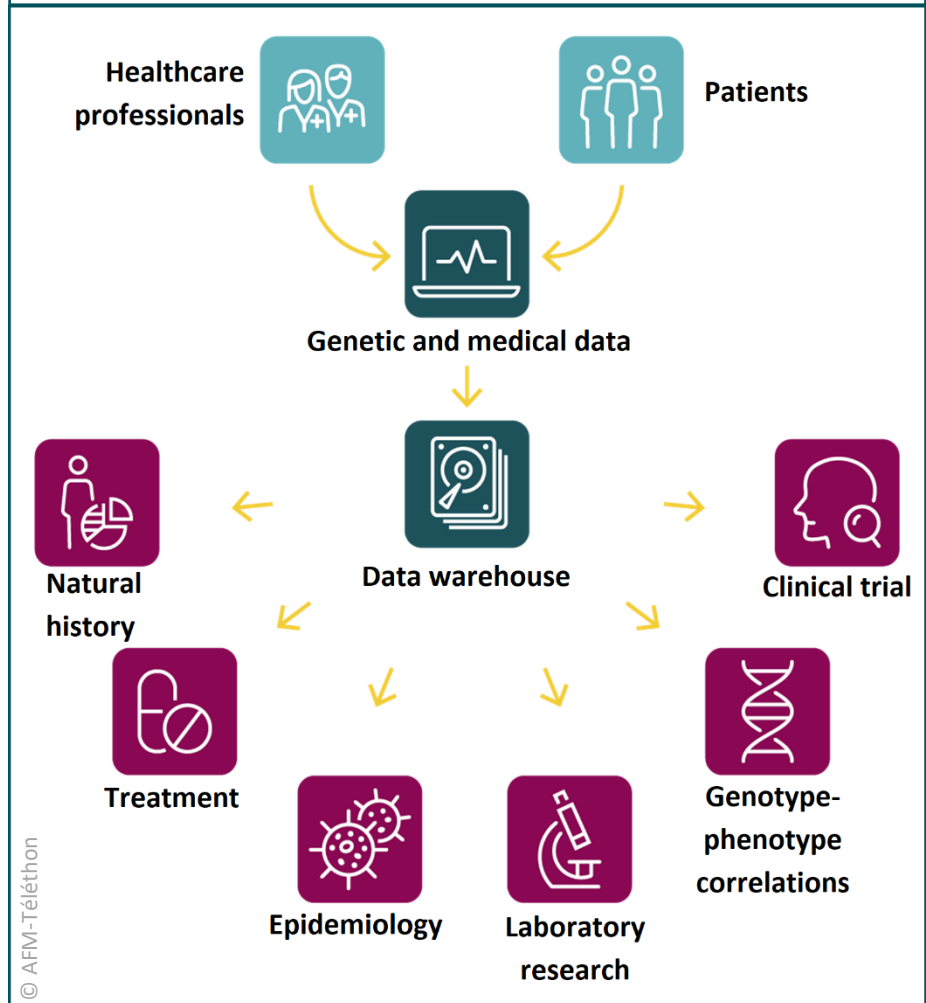 Healthcare
professionals
Patients
Genetic and medical data
Data warehouse
Natural
history
Clinical trial
Treatment
Genotype-
phenotype
correlations
Epidemiology
Laboratory
research
© AFM-Téléthon